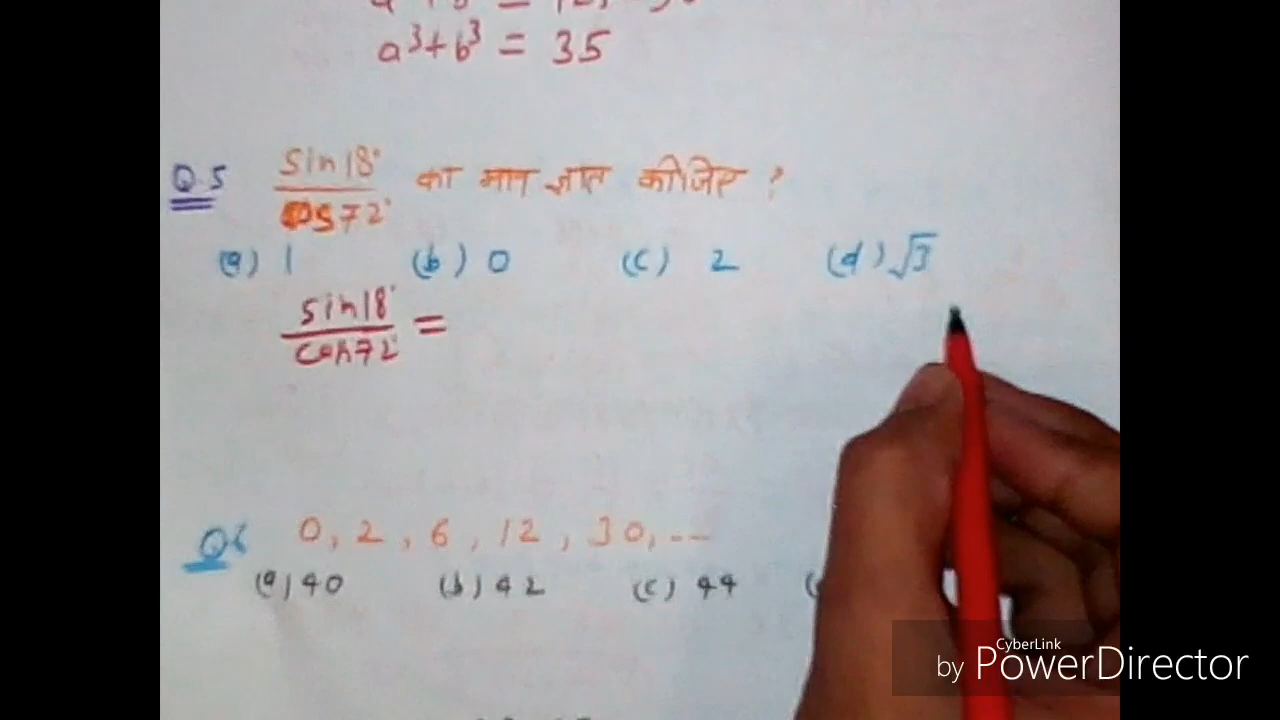 a³+b³ = 35
Q.5 sin18° का मान ज्ञात कीजिए ?
cos72°
(a) 1 (b) 0 (c) 2 (d) √3
sin18° =
cos72°
Q6 0, 2, 6, 12, 30, ---
(a) 40 (b) 42 (c) 44
CyberLink
by PowerDirector